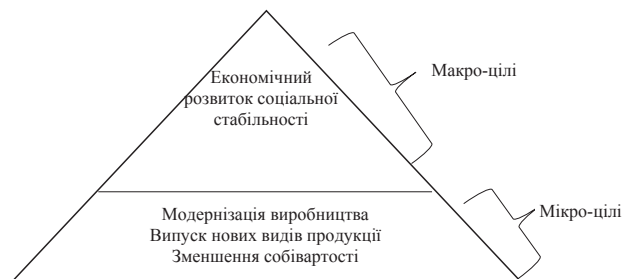 Економічний
розвиток соціальної
стабільності
Макро-цілі
Модернізація виробництва
Випуск нових видів продукції
Зменшення собівартості
Мікро-цілі